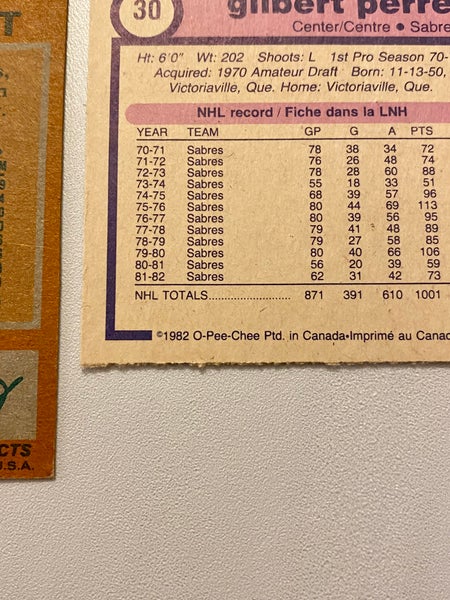 30
gilbert perre
Center/Centre • Sabre
Ht: 6'0" Wt: 202 Shoots: L 1st Pro Season 70-
Acquired: 1970 Amateur Draft Born: 11-13-50,
Victoriaville, Que. Home: Victoriaville, Que.
NHL record / Fiche dans la LNH
YEAR TEAM GP G A PTS
70-71 Sabres 78 38 34 72
71-72 Sabres 76 26 48 74
72-73 Sabres 78 28 60 88
73-74 Sabres 55 18 33 51
74-75 Sabres 68 39 57 96
75-76 Sabres 80 44 69 113
76-77 Sabres 80 39 56 95
77-78 Sabres 79 41 48 89
78-79 Sabres 79 27 58 85
79-80 Sabres 80 40 66 106
80-81 Sabres 56 20 39 59
81-82 Sabres 62 31 42 73
NHL TOTALS........................ 871 391 610 1001
©1982 O-Pee-Chee Ptd. in Canada•Imprimé au Canad
T
CTS
U.S.A.